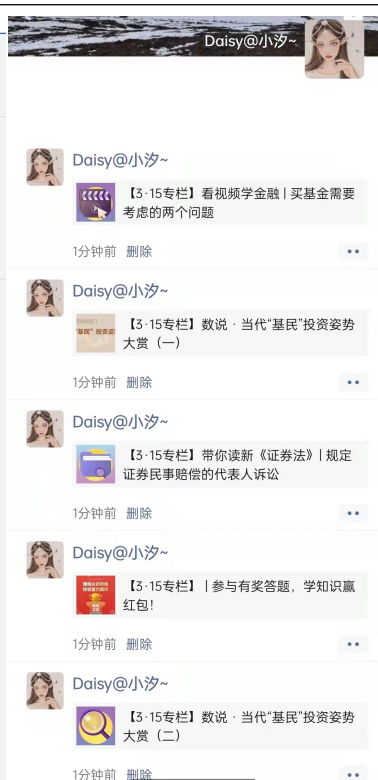 Daisy@小汐~
Daisy@小汐~
【3·15专栏】看视频学金融 | 买基金需要
考虑的两个问题
1分钟前 删除
Daisy@小汐~
"基民"投资姿
【3·15专栏】数说 · 当代“基民”投资姿势
大赏（一）
1分钟前 删除
Daisy@小汐~
【3·15专栏】带你读新《证券法》| 规定
证券民事赔偿的代表人诉讼
1分钟前 删除
Daisy@小汐~
【3·15专栏】 | 参与有奖答题，学知识赢
红包！
1分钟前 删除
Daisy@小汐~
【3·15专栏】数说 · 当代“基民”投资姿势
大赏（二）
1分钟前 删除